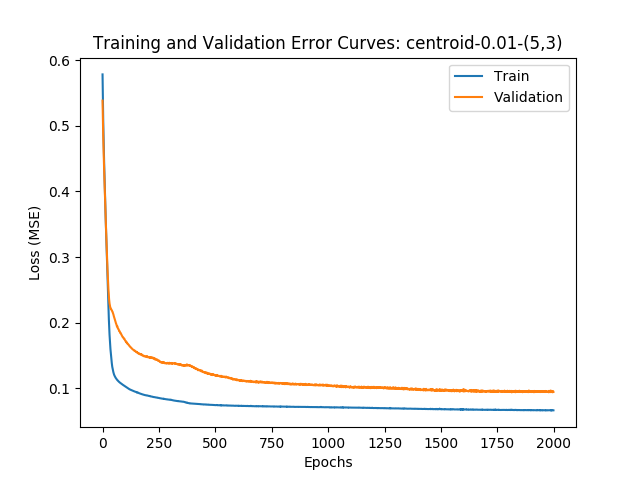 Training and Validation Error Curves: centroid-0.01-(5,3)
Train
Validation
0.6
0.5
0.4
0.3
0.2
0.1
Loss (MSE)
0 250 500 750 1000 1250 1500 1750 2000
Epochs